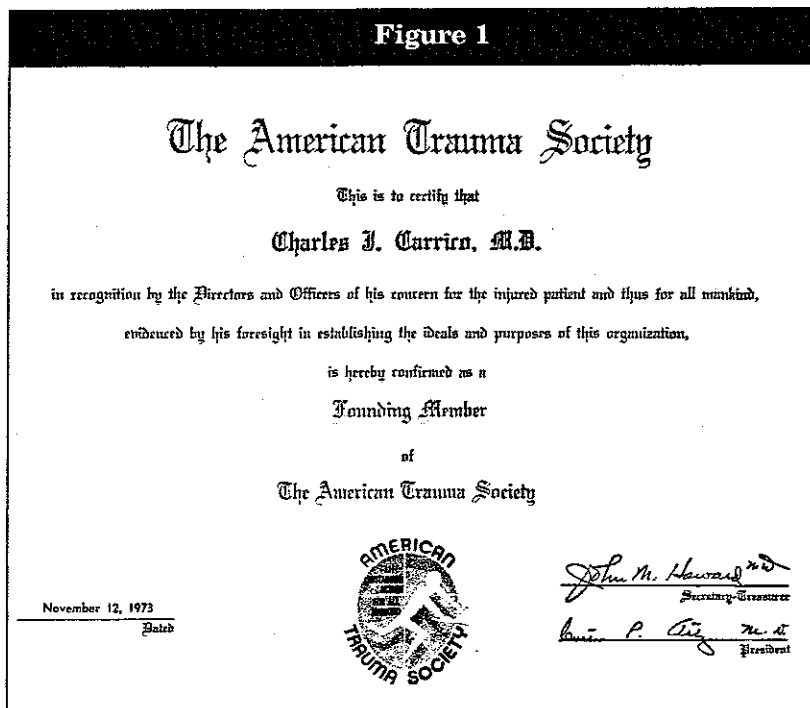 Figure 1
The American Trauma Society
This is to certify that
Charles J. Carrico, M.D.
in recognition by the Directors and Officers of his concern for the injured patient and thus for all mankind,
evidenced by his foresight in establishing the ideals and purposes of this organization,
is hereby confirmed as a
Founding Member
of
The American Trauma Society
AMERICAN
TRAUMA SOCIETY
John M. Howard MD
Secretary-Treasurer
November 12, 1973
Dated
P. M.D.
President